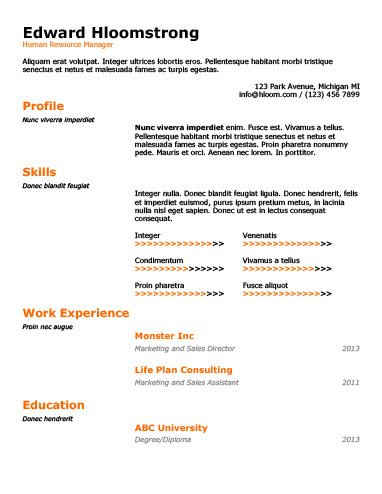 Edward Hloomstrong
Human Resource Manager
Aliquam erat volutpat. Integer ultrices lobortis eros. Pellentesque habitant morbi tristique
senectus et netus et malesuada fames ac turpis egestas.
123 Park Avenue, Michigan MI
info@hloom.com / (123) 456 7899
Profile
Nunc viverra imperdiet
Nunc viverra imperdiet enim. Fusce est. Vivamus a tellus.
Pellentesque habitant morbi tristique senectus et netus et
malesuada fames ac turpis egestas. Proin pharetra nonummy
pede. Mauris et orci. Aenean nec lorem. In porttitor.
Skills
Donec blandit feugiat
Integer nulla. Donec blandit feugiat ligula. Donec hendrerit, felis
et imperdiet euismod, purus ipsum pretium metus, in lacinia
nulla nisl eget sapien. Donec ut est in lectus consequat
consequat.
Integer Venenatis
>>>>>>>>>>>>>>> >>>>>>>>>>>>>>>
Condimentum Vivamus a tellus
>>>>>>>>>>>>>>> >>>>>>>>>>>>>>>
Proin pharetra Fusce aliquot
>>>>>>>>>>>>>>> >>>>>>>>>>>>>>>
Work Experience
Proin nec augue
Monster Inc
Marketing and Sales Director 2013
Life Plan Consulting
Marketing and Sales Assistant 2011
Education
Donec hendrerit
ABC University
Degree/Diploma 2013